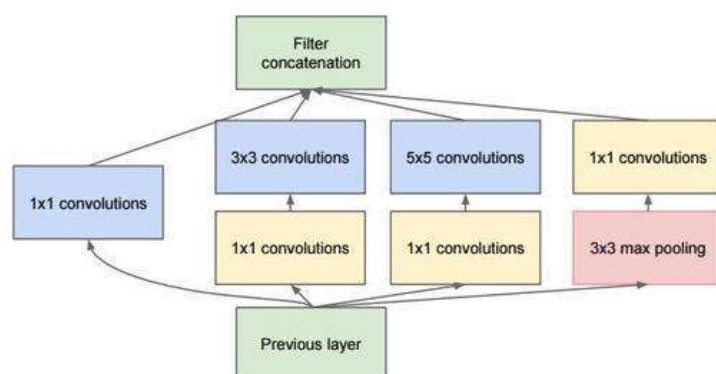 Filter
concatenation
3x3 convolutions
5x5 convolutions
1x1 convolutions
1x1 convolutions
1x1 convolutions
1x1 convolutions
3x3 max pooling
Previous layer